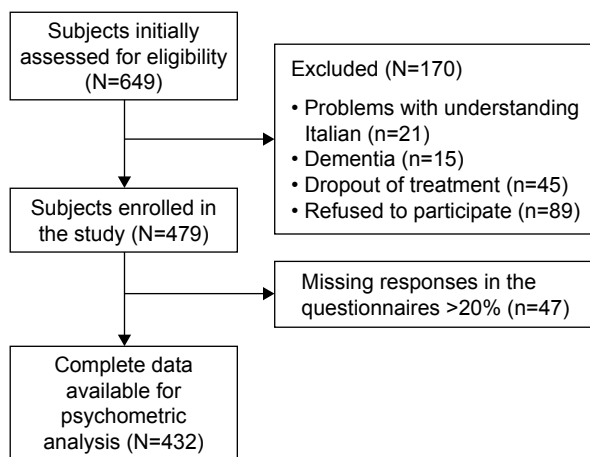 Subjects initially
assessed for eligibility
(N=649)
Excluded (N=170)
• Problems with understanding
Italian (n=21)
• Dementia (n=15)
• Dropout of treatment (n=45)
• Refused to participate (n=89)
Subjects enrolled in
the study (N=479)
Missing responses in the
questionnaires >20% (n=47)
Complete data
available for
psychometric
analysis (N=432)